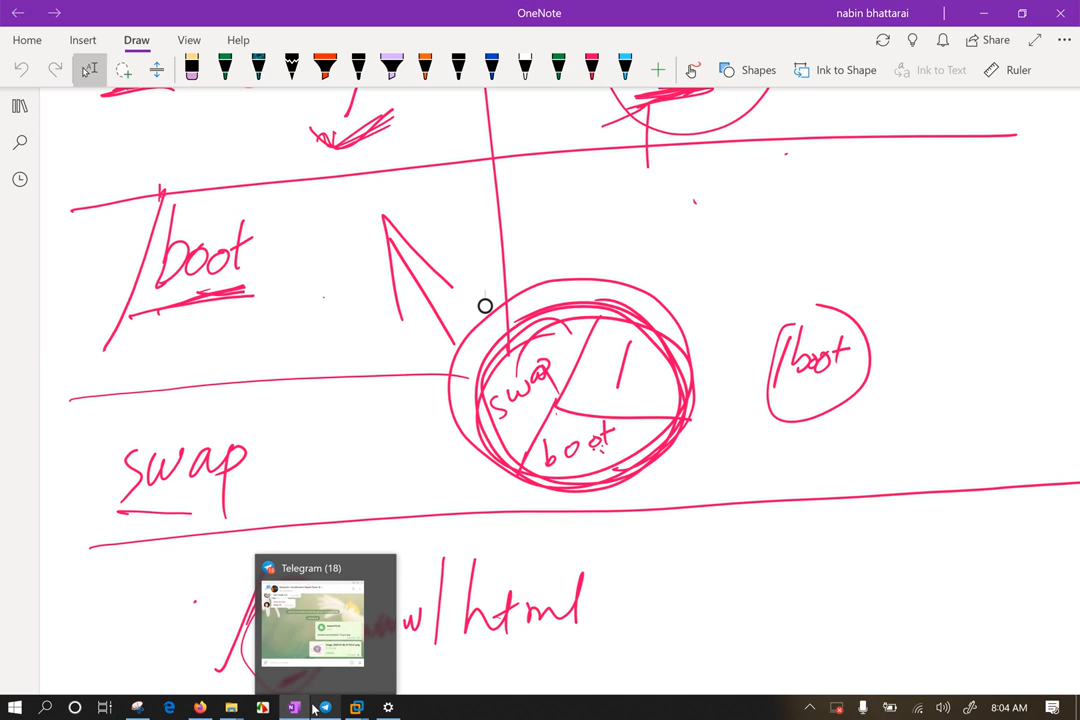 OneNote
nabin bhattarai
Home Insert Draw View Help
Share
Shapes
Ink to Shape
Ink to Text
Ruler
/boot
swap
/
boot
/boot
swap
Telegram (18)
w/html
8:04 AM